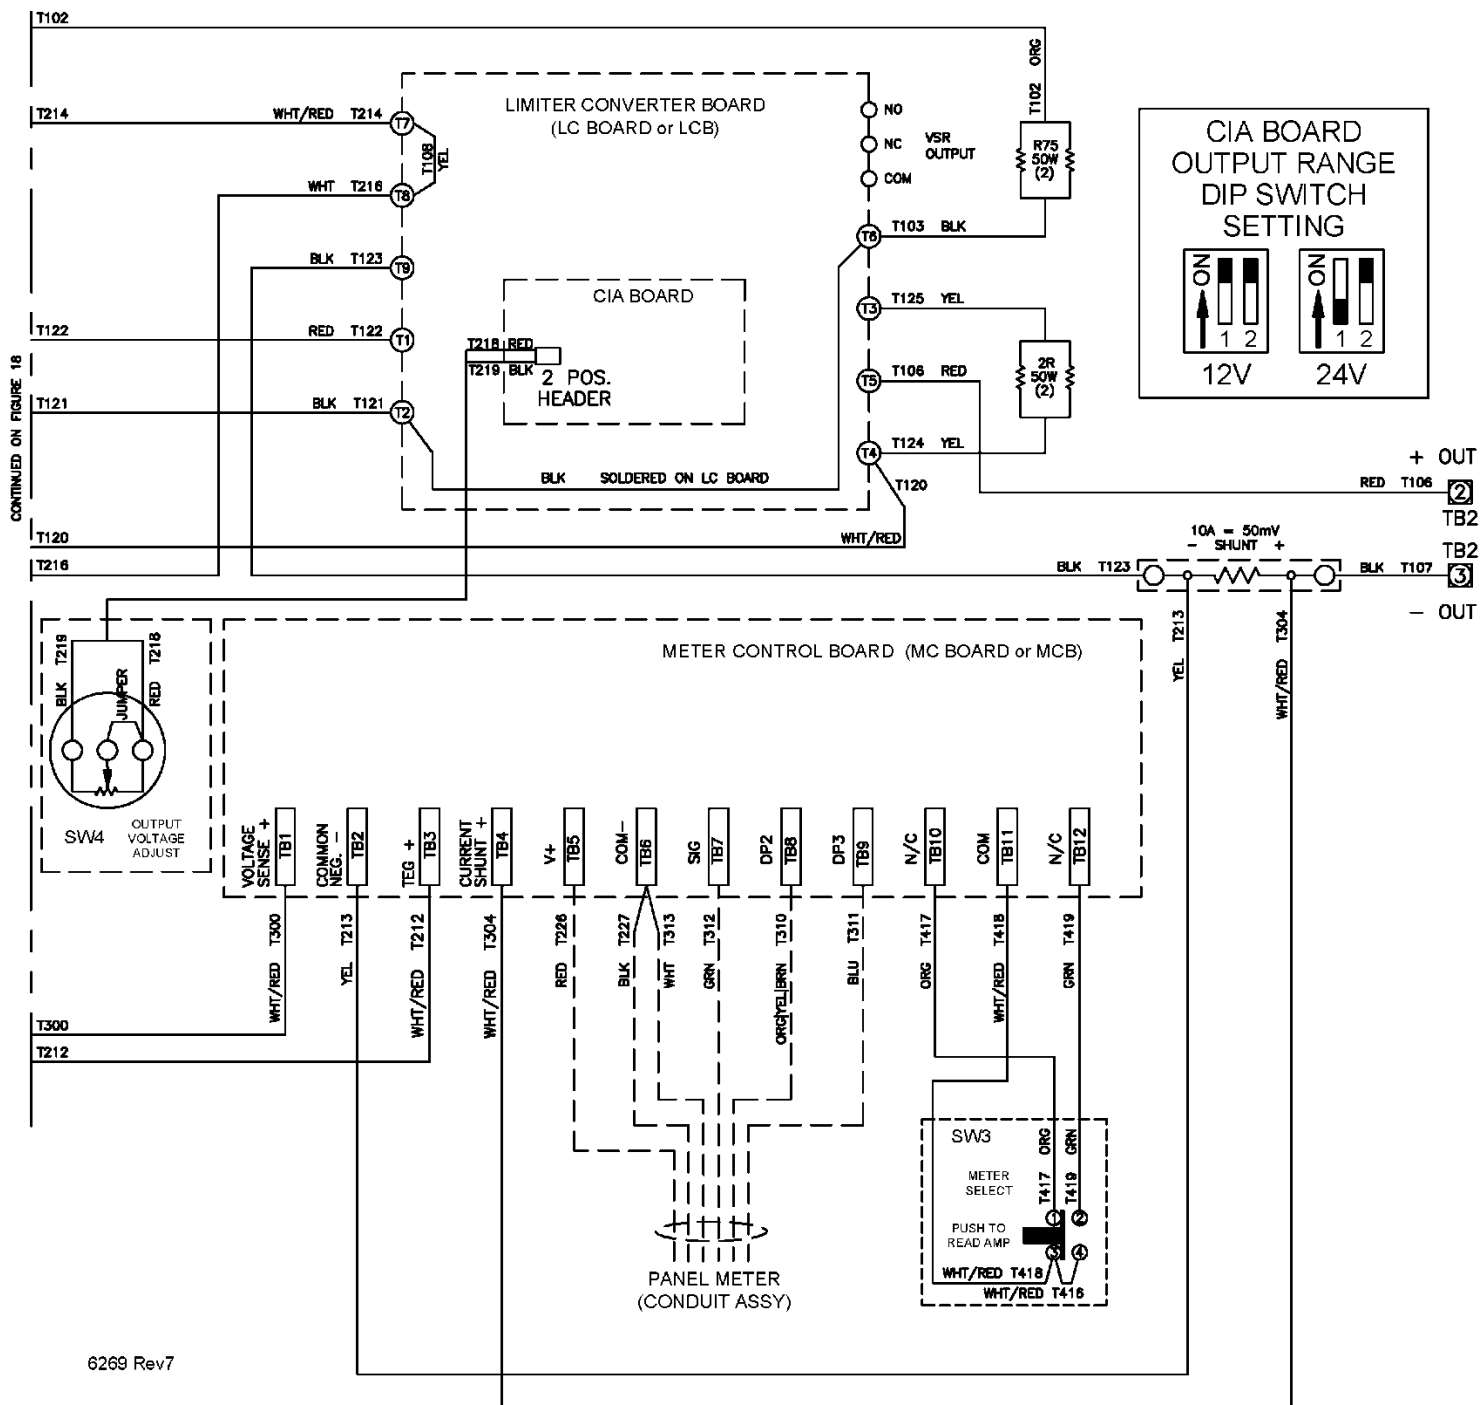 T102
T102 ORG
T214
WHT/RED T214
T7
T108
YEL
WHT T216
T8
BLK T123
T9
T122
RED T122
T1
T121
BLK T121
T2
CONTINUED ON FIGURE 18
LIMITER CONVERTER BOARD
(LC BOARD or LCB)
NO
NC
COM
VSR
OUTPUT
R75
50W
(2)
T6
T103 BLK
T3
T125 YEL
T5
T106 RED
T4
T124 YEL
2R
50W
(2)
T120
CIA BOARD
T218 RED
T219 BLK
2 POS.
HEADER
BLK SOLDERED ON LC BOARD
CIA BOARD
OUTPUT RANGE
DIP SWITCH
SETTING
ON
1 2
12V
ON
1 2
24V
+ OUT
RED T106
2
TB2
T120
WHT/RED
T216
10A = 50mV
- SHUNT +
BLK T123
BLK T107
TB2
3
- OUT
YEL T213
WHT/RED T304
BLK T219
JUMPER
RED T218
SW4
OUTPUT
VOLTAGE
ADJUST
METER CONTROL BOARD (MC BOARD or MCB)
VOLTAGE
SENSE +
TB1
COMMON
NEG. -
TB2
TEG +
TB3
CURRENT
SHUNT +
TB4
V+
TB5
COM-
TB6
SIG
TB7
DP2
TB8
DP3
TB9
N/C
TB10
COM
TB11
N/C
TB12
WHT/RED T300
YEL T213
WHT/RED T212
WHT/RED T304
RED T226
BLK T227
WHT T313
GRN T312
ORG|YEL|BRN T310
BLU T311
ORG T417
WHT/RED T418
GRN T419
T300
T212
SW3
METER
SELECT
PUSH TO
READ AMP
T417 ORG
T419 GRN
1
2
3
4
WHT/RED T418
WHT/RED T416
PANEL METER
(CONDUIT ASSY)
6269 Rev7